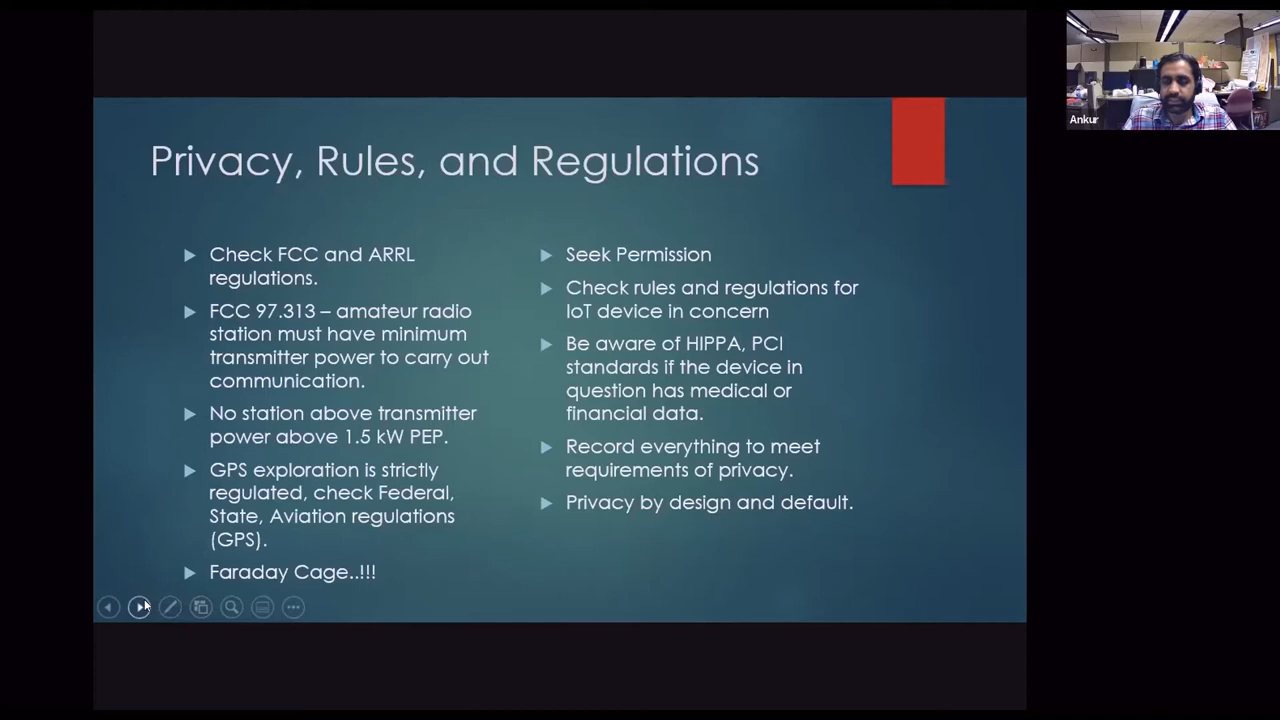 Privacy, Rules, and Regulations
Check FCC and ARRL
regulations.
FCC 97.313 – amateur radio
station must have minimum
transmitter power to carry out
communication.
No station above transmitter
power above 1.5 kW PEP.
GPS exploration is strictly
regulated, check Federal,
State, Aviation regulations
(GPS).
Faraday Cage..!!!
Seek Permission
Check rules and regulations for
IoT device in concern
Be aware of HIPPA, PCI
standards if the device in
question has medical or
financial data.
Record everything to meet
requirements of privacy.
Privacy by design and default.
Ankur